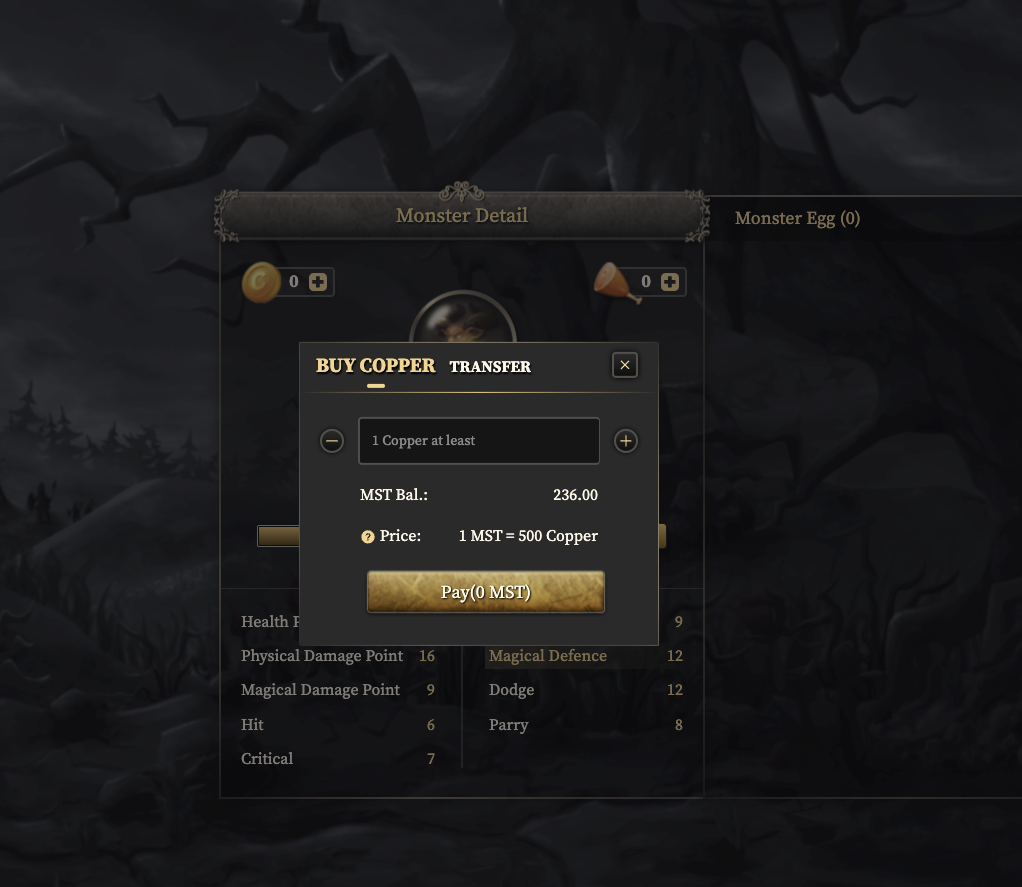 Monster Detail
Monster Egg (0)
0
0
BUY COPPER TRANSFER
1 Copper at least
MST Bal.: 236.00
? Price: 1 MST = 500 Copper
Pay(0 MST)
Health 9
Physical Damage Point 16 Magical Defence 12
Magical Damage Point 9 Dodge 12
Hit 6 Parry 8
Critical 7